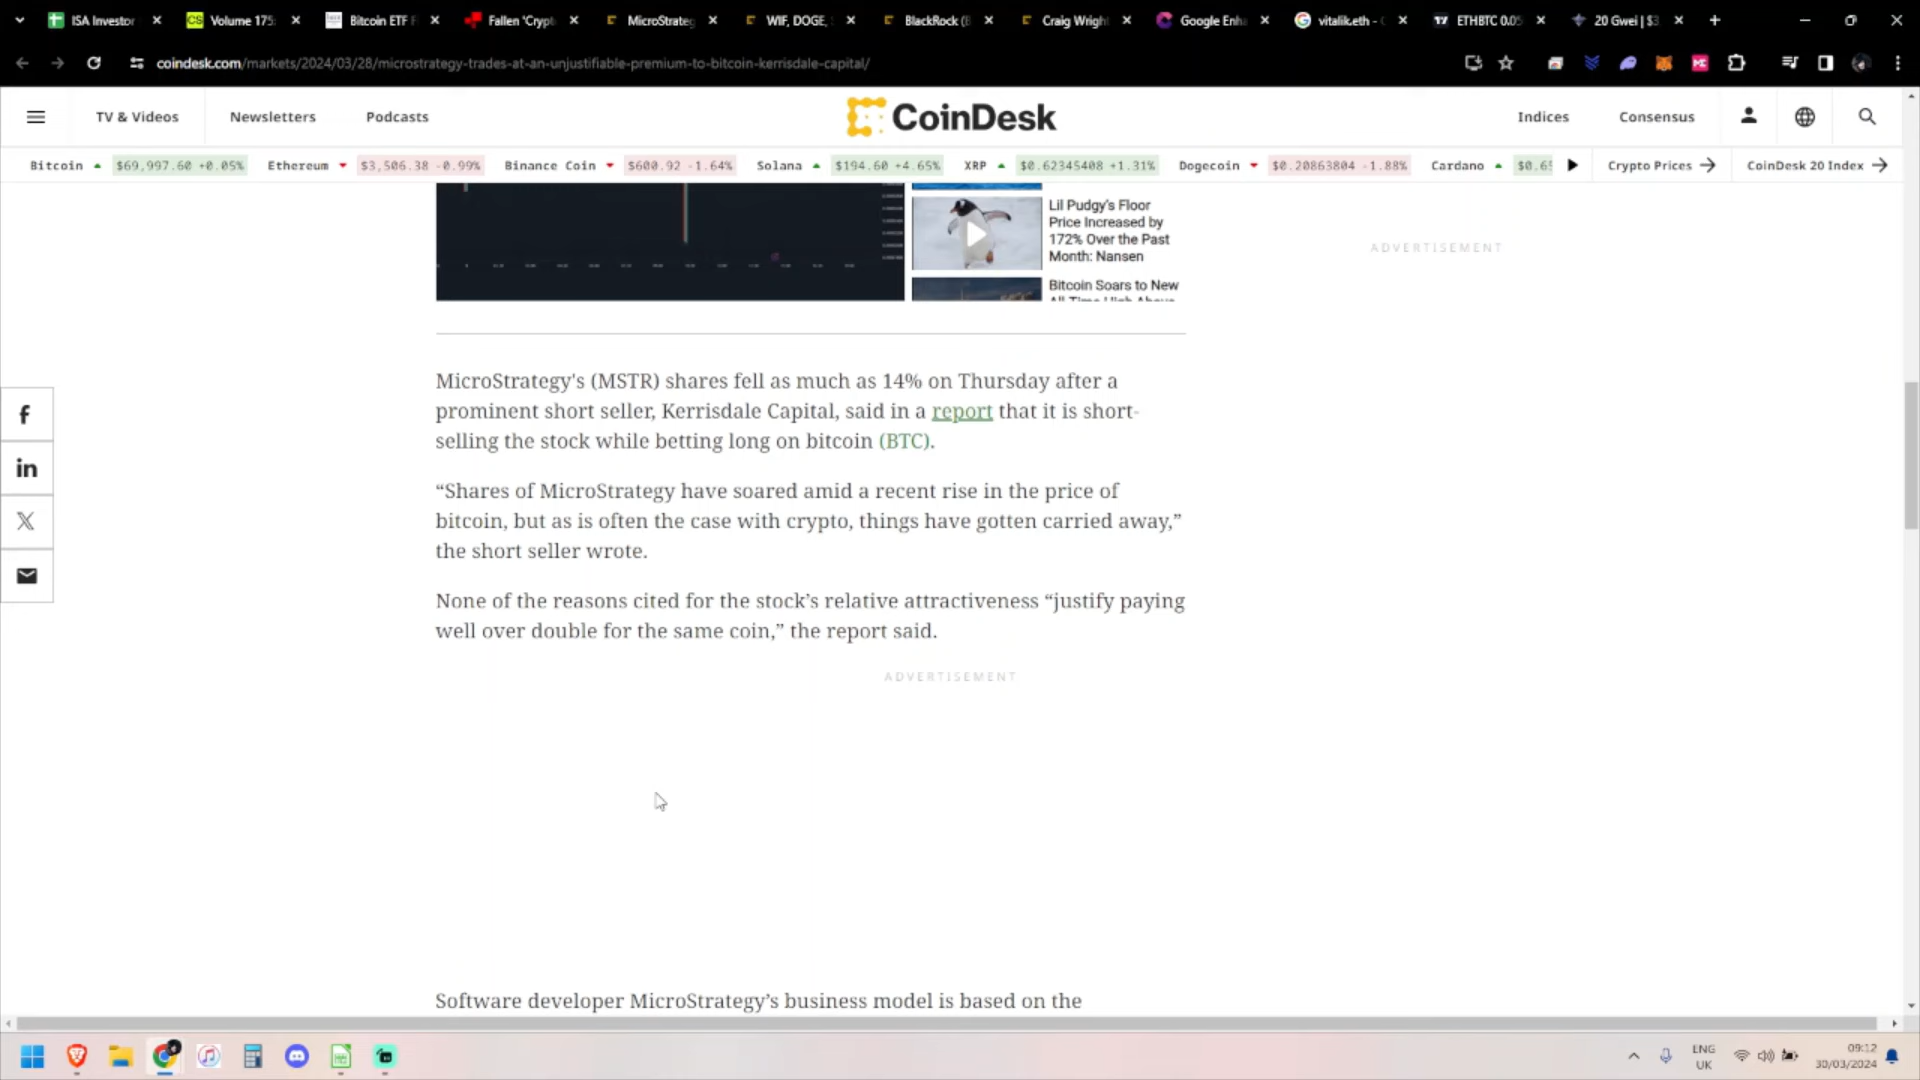 ISA Investor
Volume 175:
Bitcoin ETF F
Fallen 'Crypt
MicroStrateg
WIF, DOGE,
BlackRock (B
Craig Wrigh
Google Enh
vitalik.eth -
ETHBTC 0.05
20 Gwei | $3
coindesk.com/markets/2024/03/28/microstrategy-trades-at-an-unjustifiable-premium-to-bitcoin-kerrisdale-capital/
TV & Videos
Newsletters
Podcasts
CoinDesk
Indices
Consensus
Bitcoin $69,997.60 +0.05% Ethereum $3,506.38 -0.99% Binance Coin $600.92 -1.64% Solana $194.60 +4.65% XRP $0.62345408 +1.31% Dogecoin $0.20863804 -1.88% Cardano $0.65
Crypto Prices
CoinDesk 20 Index
Lil Pudgy's Floor
Price Increased by
172% Over the Past
Month: Nansen
Bitcoin Soars to New
All Time High Above
ADVERTISEMENT
MicroStrategy's (MSTR) shares fell as much as 14% on Thursday after a
prominent short seller, Kerrisdale Capital, said in a report that it is short-
selling the stock while betting long on bitcoin (BTC).
“Shares of MicroStrategy have soared amid a recent rise in the price of
bitcoin, but as is often the case with crypto, things have gotten carried away,”
the short seller wrote.
None of the reasons cited for the stock’s relative attractiveness “justify paying
well over double for the same coin,” the report said.
ADVERTISEMENT
Software developer MicroStrategy’s business model is based on the
ENG
UK
09:12
30/03/2024